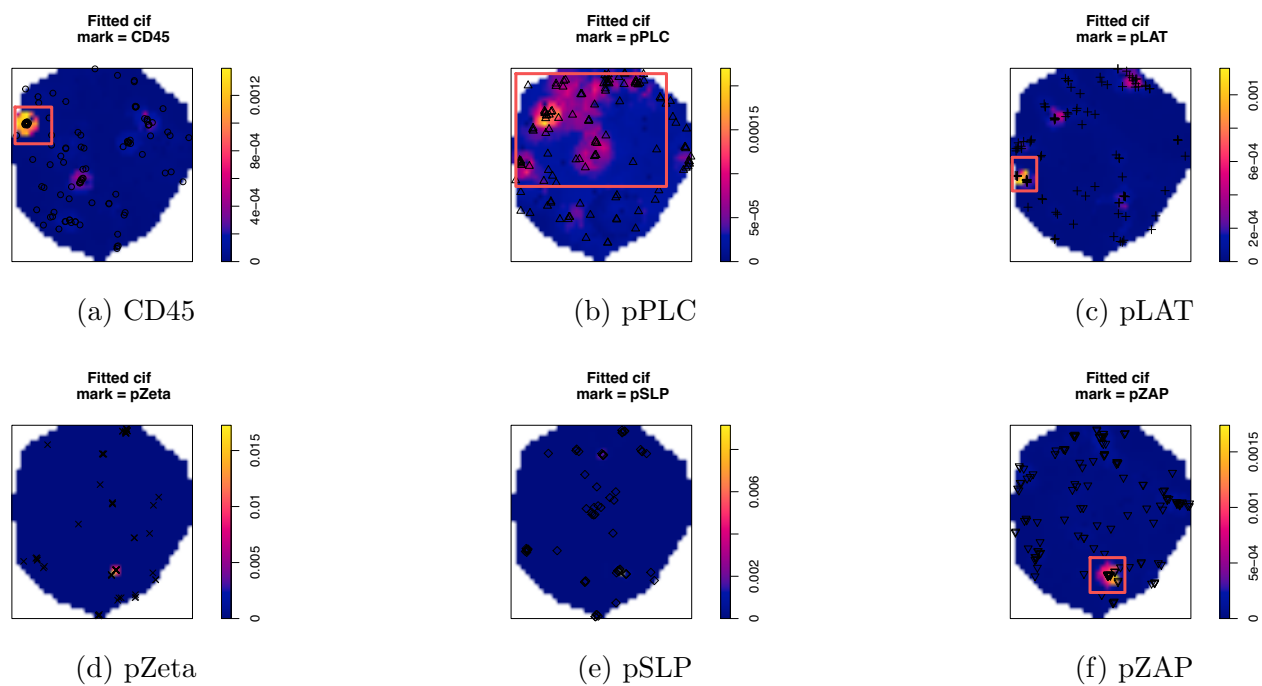 Fitted cif
mark = CD45
0 4e-04 8e-04 0.0012
(a) CD45
Fitted cif
mark = pPLC
0 5e-05 0.00015
(b) pPLC
Fitted cif
mark = pLAT
0 2e-04 6e-04 0.001
(c) pLAT
Fitted cif
mark = pZeta
0 0.005 0.01 0.015
(d) pZeta
Fitted cif
mark = pSLP
0 0.002 0.006
(e) pSLP
Fitted cif
mark = pZAP
0 5e-04 0.001 0.0015
(f) pZAP